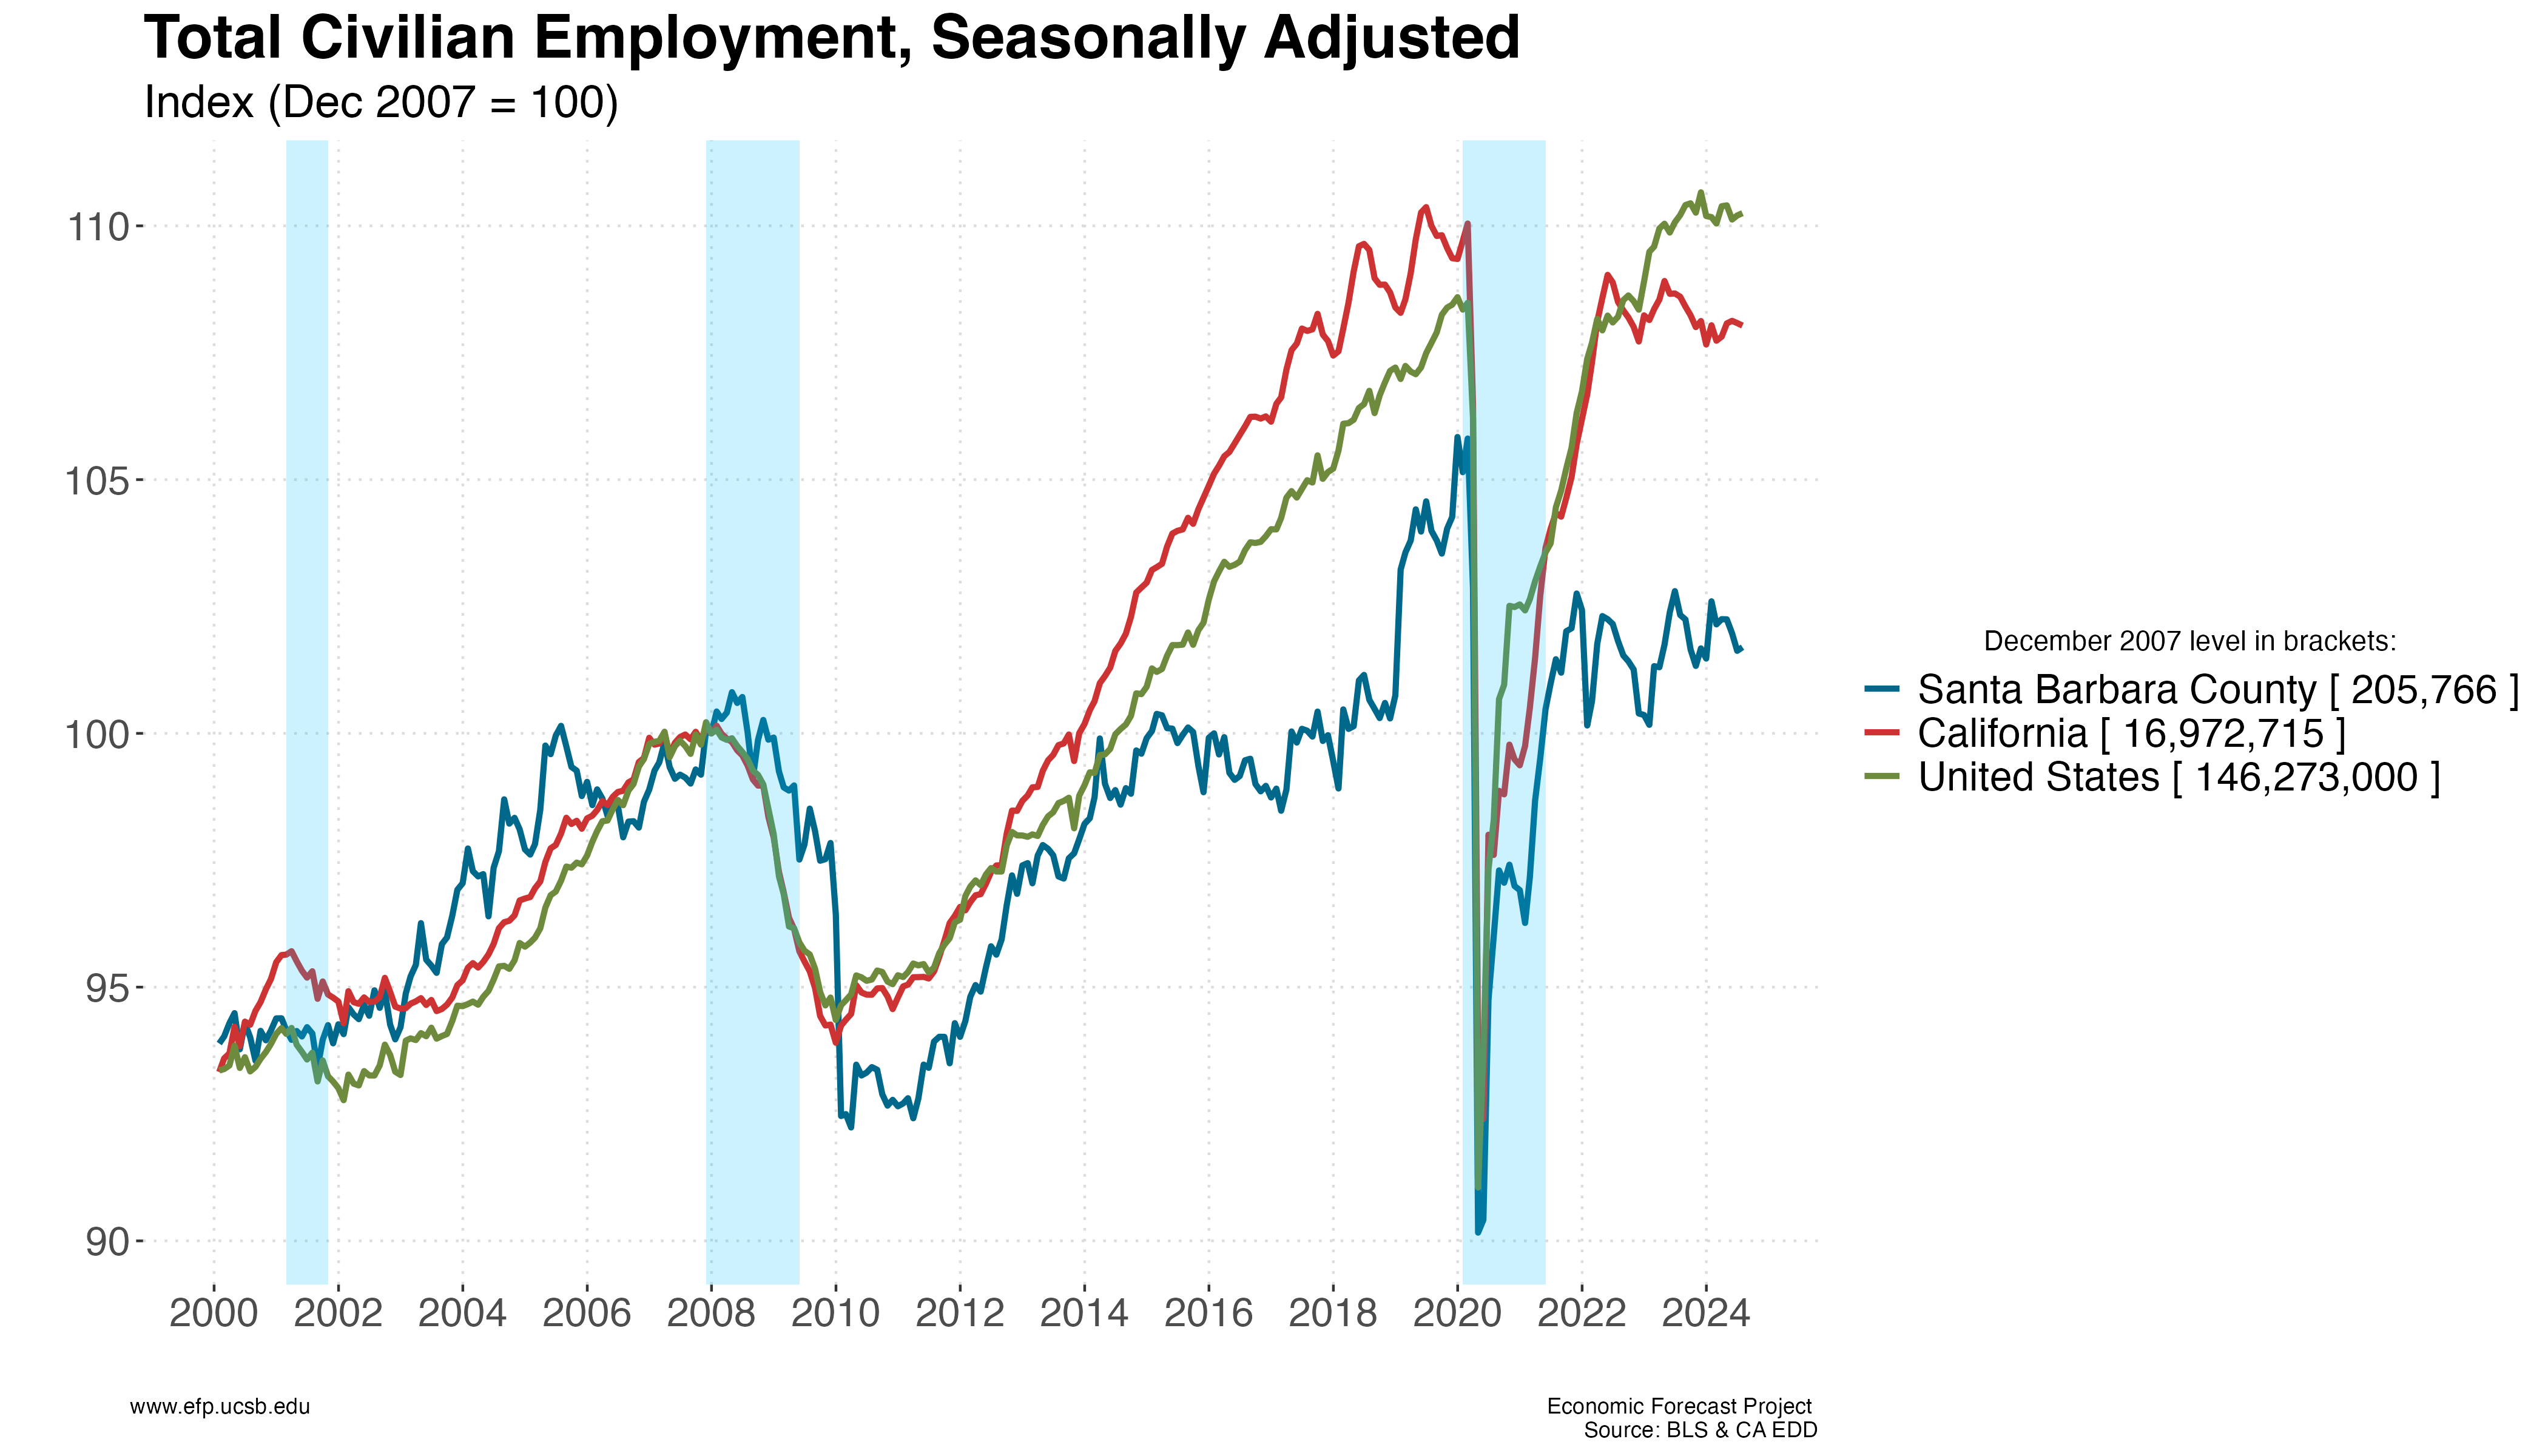 Total Civilian Employment, Seasonally Adjusted
Index (Dec 2007 = 100)
110
105
100
95
90
2000 2002 2004 2006 2008 2010 2012 2014 2016 2018 2020 2022 2024
December 2007 level in brackets:
Santa Barbara County [ 205,766 ]
California [ 16,972,715 ]
United States [ 146,273,000 ]
www.efp.ucsb.edu
Economic Forecast Project
Source: BLS & CA EDD